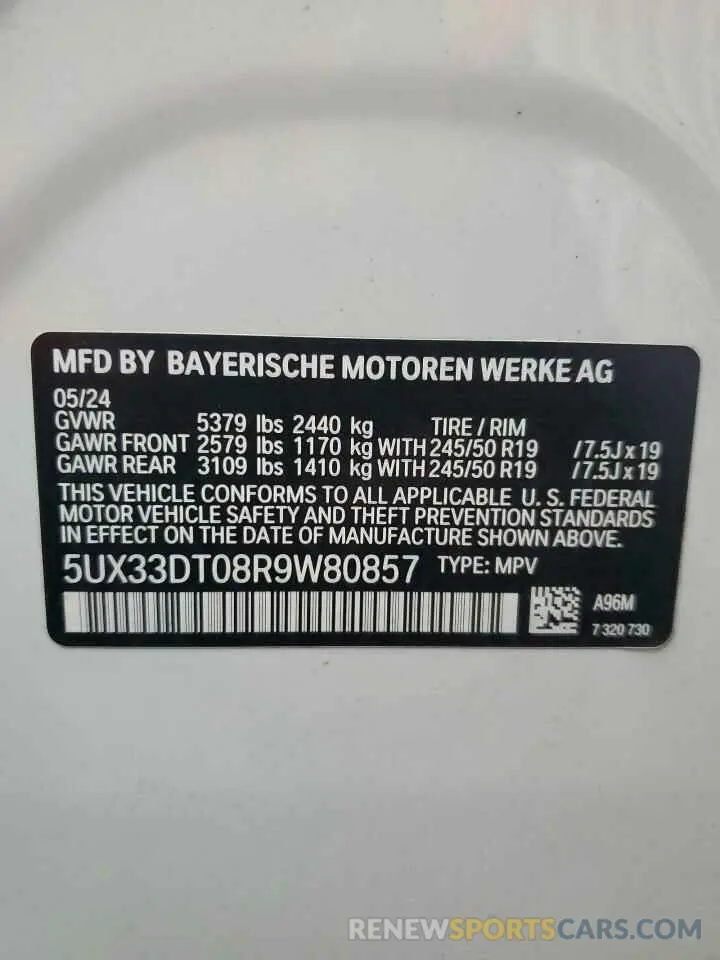 MFD BY BAYERISCHE MOTOREN WERKE AG
05/24
GVWR 5379 lbs 2440 kg TIRE / RIM
GAWR FRONT 2579 lbs 1170 kg WITH 245/50 R19 / 7.5J x 19
GAWR REAR 3109 lbs 1410 kg WITH 245/50 R19 / 7.5J x 19
THIS VEHICLE CONFORMS TO ALL APPLICABLE U. S. FEDERAL
MOTOR VEHICLE SAFETY AND THEFT PREVENTION STANDARDS
IN EFFECT ON THE DATE OF MANUFACTURE SHOWN ABOVE.
5UX33DT08R9W80857 TYPE: MPV
A96M
7 320 730
RENEWSPORTSCARS.COM